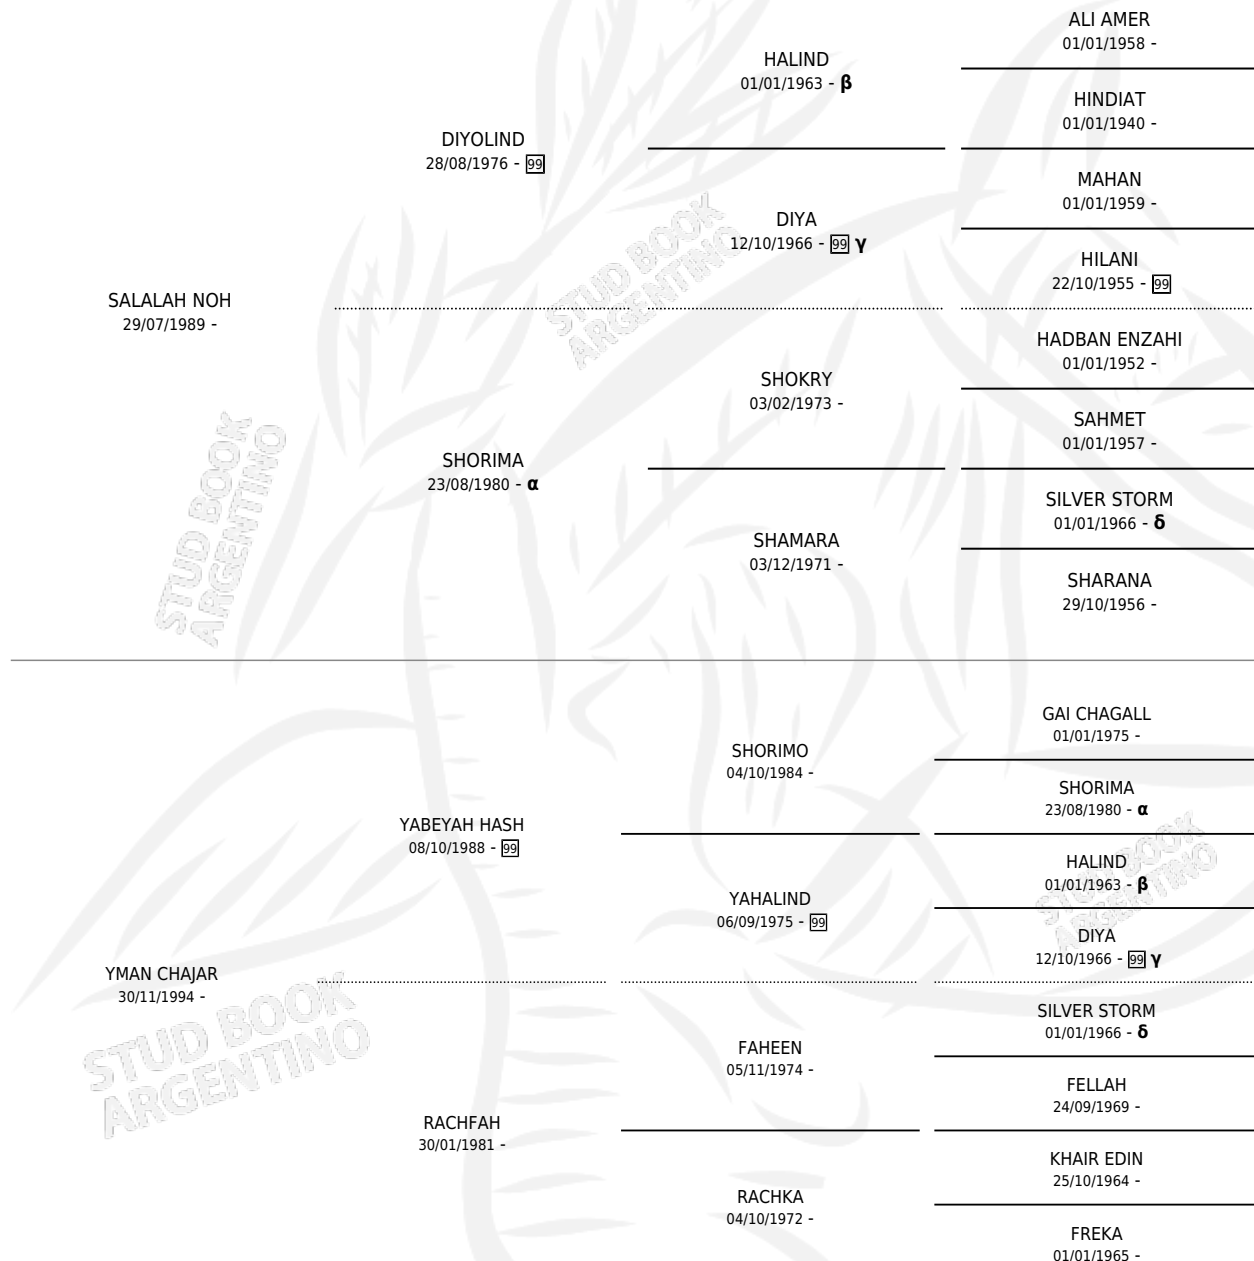 ALI AMER
01/01/1958 -
HALIND
01/01/1963 - β
HINDIAT
01/01/1940 -
DIYOLIND
28/08/1976 - 99
MAHAN
01/01/1959 -
DIYA
12/10/1966 - 99 γ
HILANI
22/10/1955 - 99
SALALAH NOH
29/07/1989 -
HADBAN ENZAHI
01/01/1952 -
SHOKRY
03/02/1973 -
SAHMET
01/01/1957 -
SHORIMA
23/08/1980 - α
SILVER STORM
01/01/1966 - δ
SHAMARA
03/12/1971 -
SHARANA
29/10/1956 -
GAI CHAGALL
01/01/1975 -
SHORIMO
04/10/1984 -
SHORIMA
23/08/1980 - α
YABEYAH HASH
08/10/1988 - 99
HALIND
01/01/1963 - β
YAHALIND
06/09/1975 - 99
DIYA
12/10/1966 - 99 γ
YMAN CHAJAR
30/11/1994 -
SILVER STORM
01/01/1966 - δ
FAHEEN
05/11/1974 -
FELLAH
24/09/1969 -
RACHFAH
30/01/1981 -
KHAIR EDIN
25/10/1964 -
RACHKA
04/10/1972 -
FREKA
01/01/1965 -
STUD BOOK
ARGENTINO
STUD BOOK
ARGENTINO
STUD BOOK
ARGENTINO
STUD BOOK
ARGENTINO